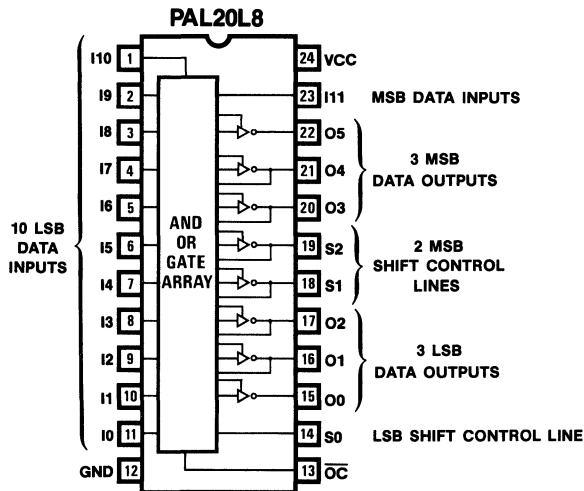 PAL20L8
I10 1 24 VCC
I9 2 23 I11 MSB DATA INPUTS
I8 3 22 O5
I7 4 21 O4
I6 5 20 O3
3 MSB
DATA OUTPUTS
10 LSB
DATA
INPUTS
AND
OR
GATE
ARRAY
I5 6 19 S2
I4 7 18 S1
2 MSB
SHIFT CONTROL
LINES
I3 8 17 O2
I2 9 16 O1
I1 10 15 O0
3 LSB
DATA OUTPUTS
I0 11 14 S0 LSB SHIFT CONTROL LINE
GND 12 13 O̅C̅